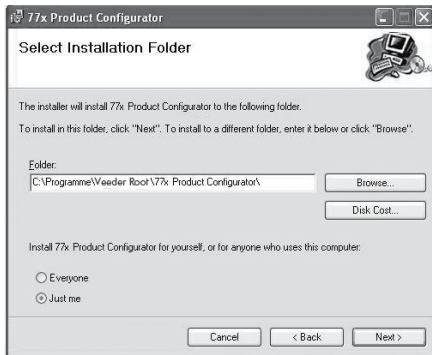 77x Product Configurator
Select Installation Folder
The installer will install 77x Product Configurator to the following folder.
To install in this folder, click "Next". To install to a different folder, enter it below or click "Browse".
Folder:
C:\Programme\Veeder Root\77x Product Configurator\
Browse...
Disk Cost...
Install 77x Product Configurator for yourself, or for anyone who uses this computer:
Everyone
Just me
Cancel
< Back
Next >